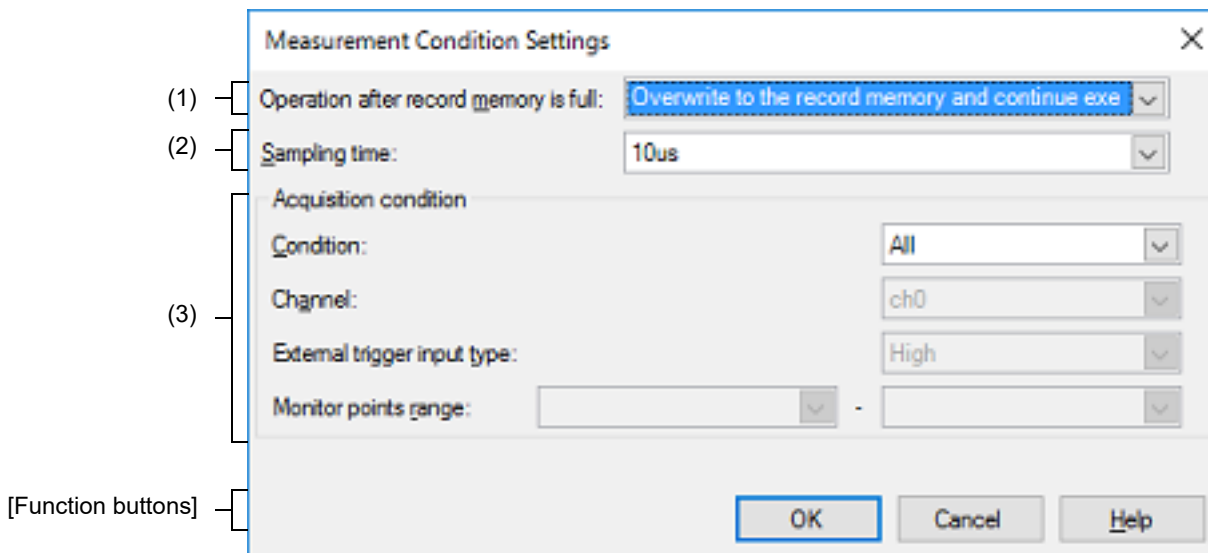 Measurement Condition Settings
(1) Operation after record memory is full: Overwrite to the record memory and continue exe
(2) Sampling time: 10us
(3)
Acquisition condition
Condition: All
Channel: ch0
External trigger input type: High
Monitor points range: -
[Function buttons] OK Cancel Help